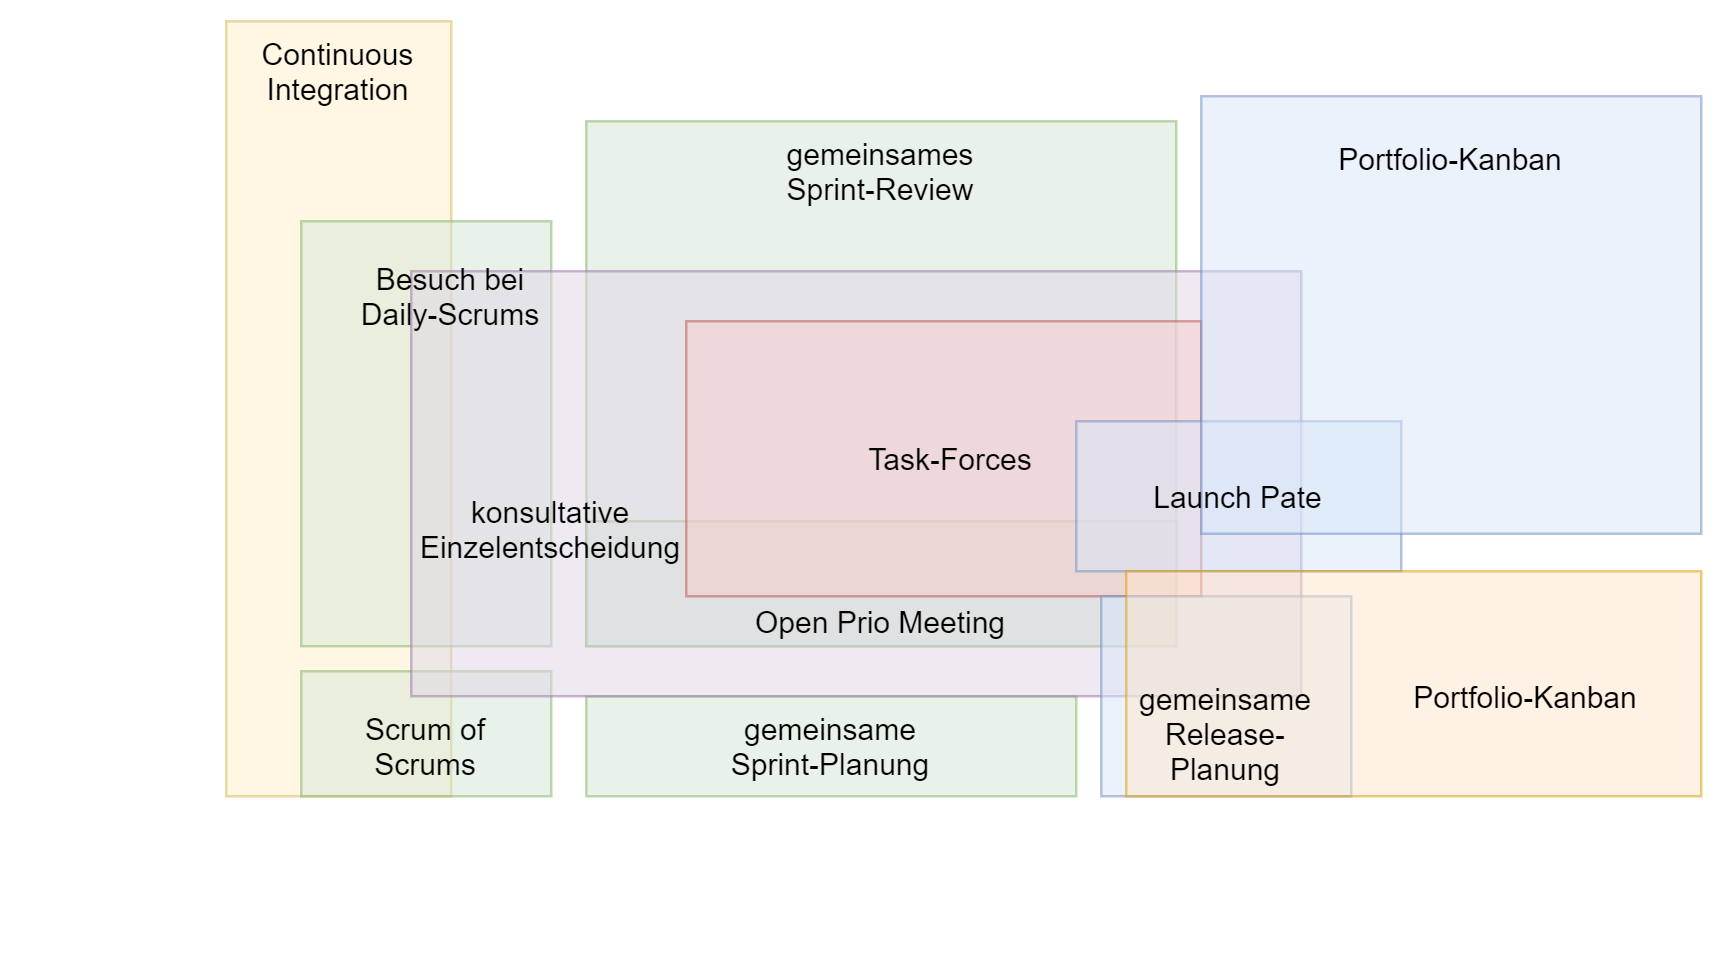 Continuous
Integration
gemeinsames
Sprint-Review
Portfolio-Kanban
Besuch bei
Daily-Scrums
Task-Forces
Launch Pate
konsultative
Einzelentscheidung
Open Prio Meeting
Scrum of
Scrums
gemeinsame
Sprint-Planung
gemeinsame
Release-
Planung
Portfolio-Kanban